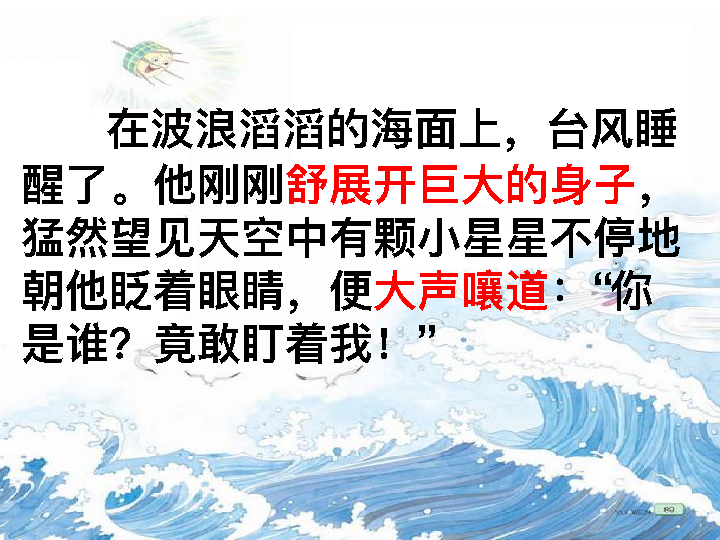 在波浪滔滔的海面上，台风睡
醒了。他刚刚舒展开巨大的身子，
猛然望见天空中有颗小星星不停地
朝他眨着眼睛，便大声嚷道：“你
是谁？竟敢盯着我！”
YUWEN 89